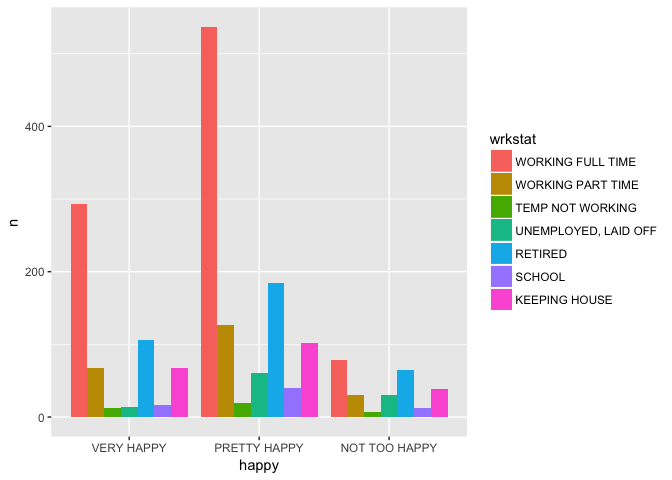 n
400
200
0
VERY HAPPY
PRETTY HAPPY
NOT TOO HAPPY
happy
wrkstat
WORKING FULL TIME
WORKING PART TIME
TEMP NOT WORKING
UNEMPLOYED, LAID OFF
RETIRED
SCHOOL
KEEPING HOUSE